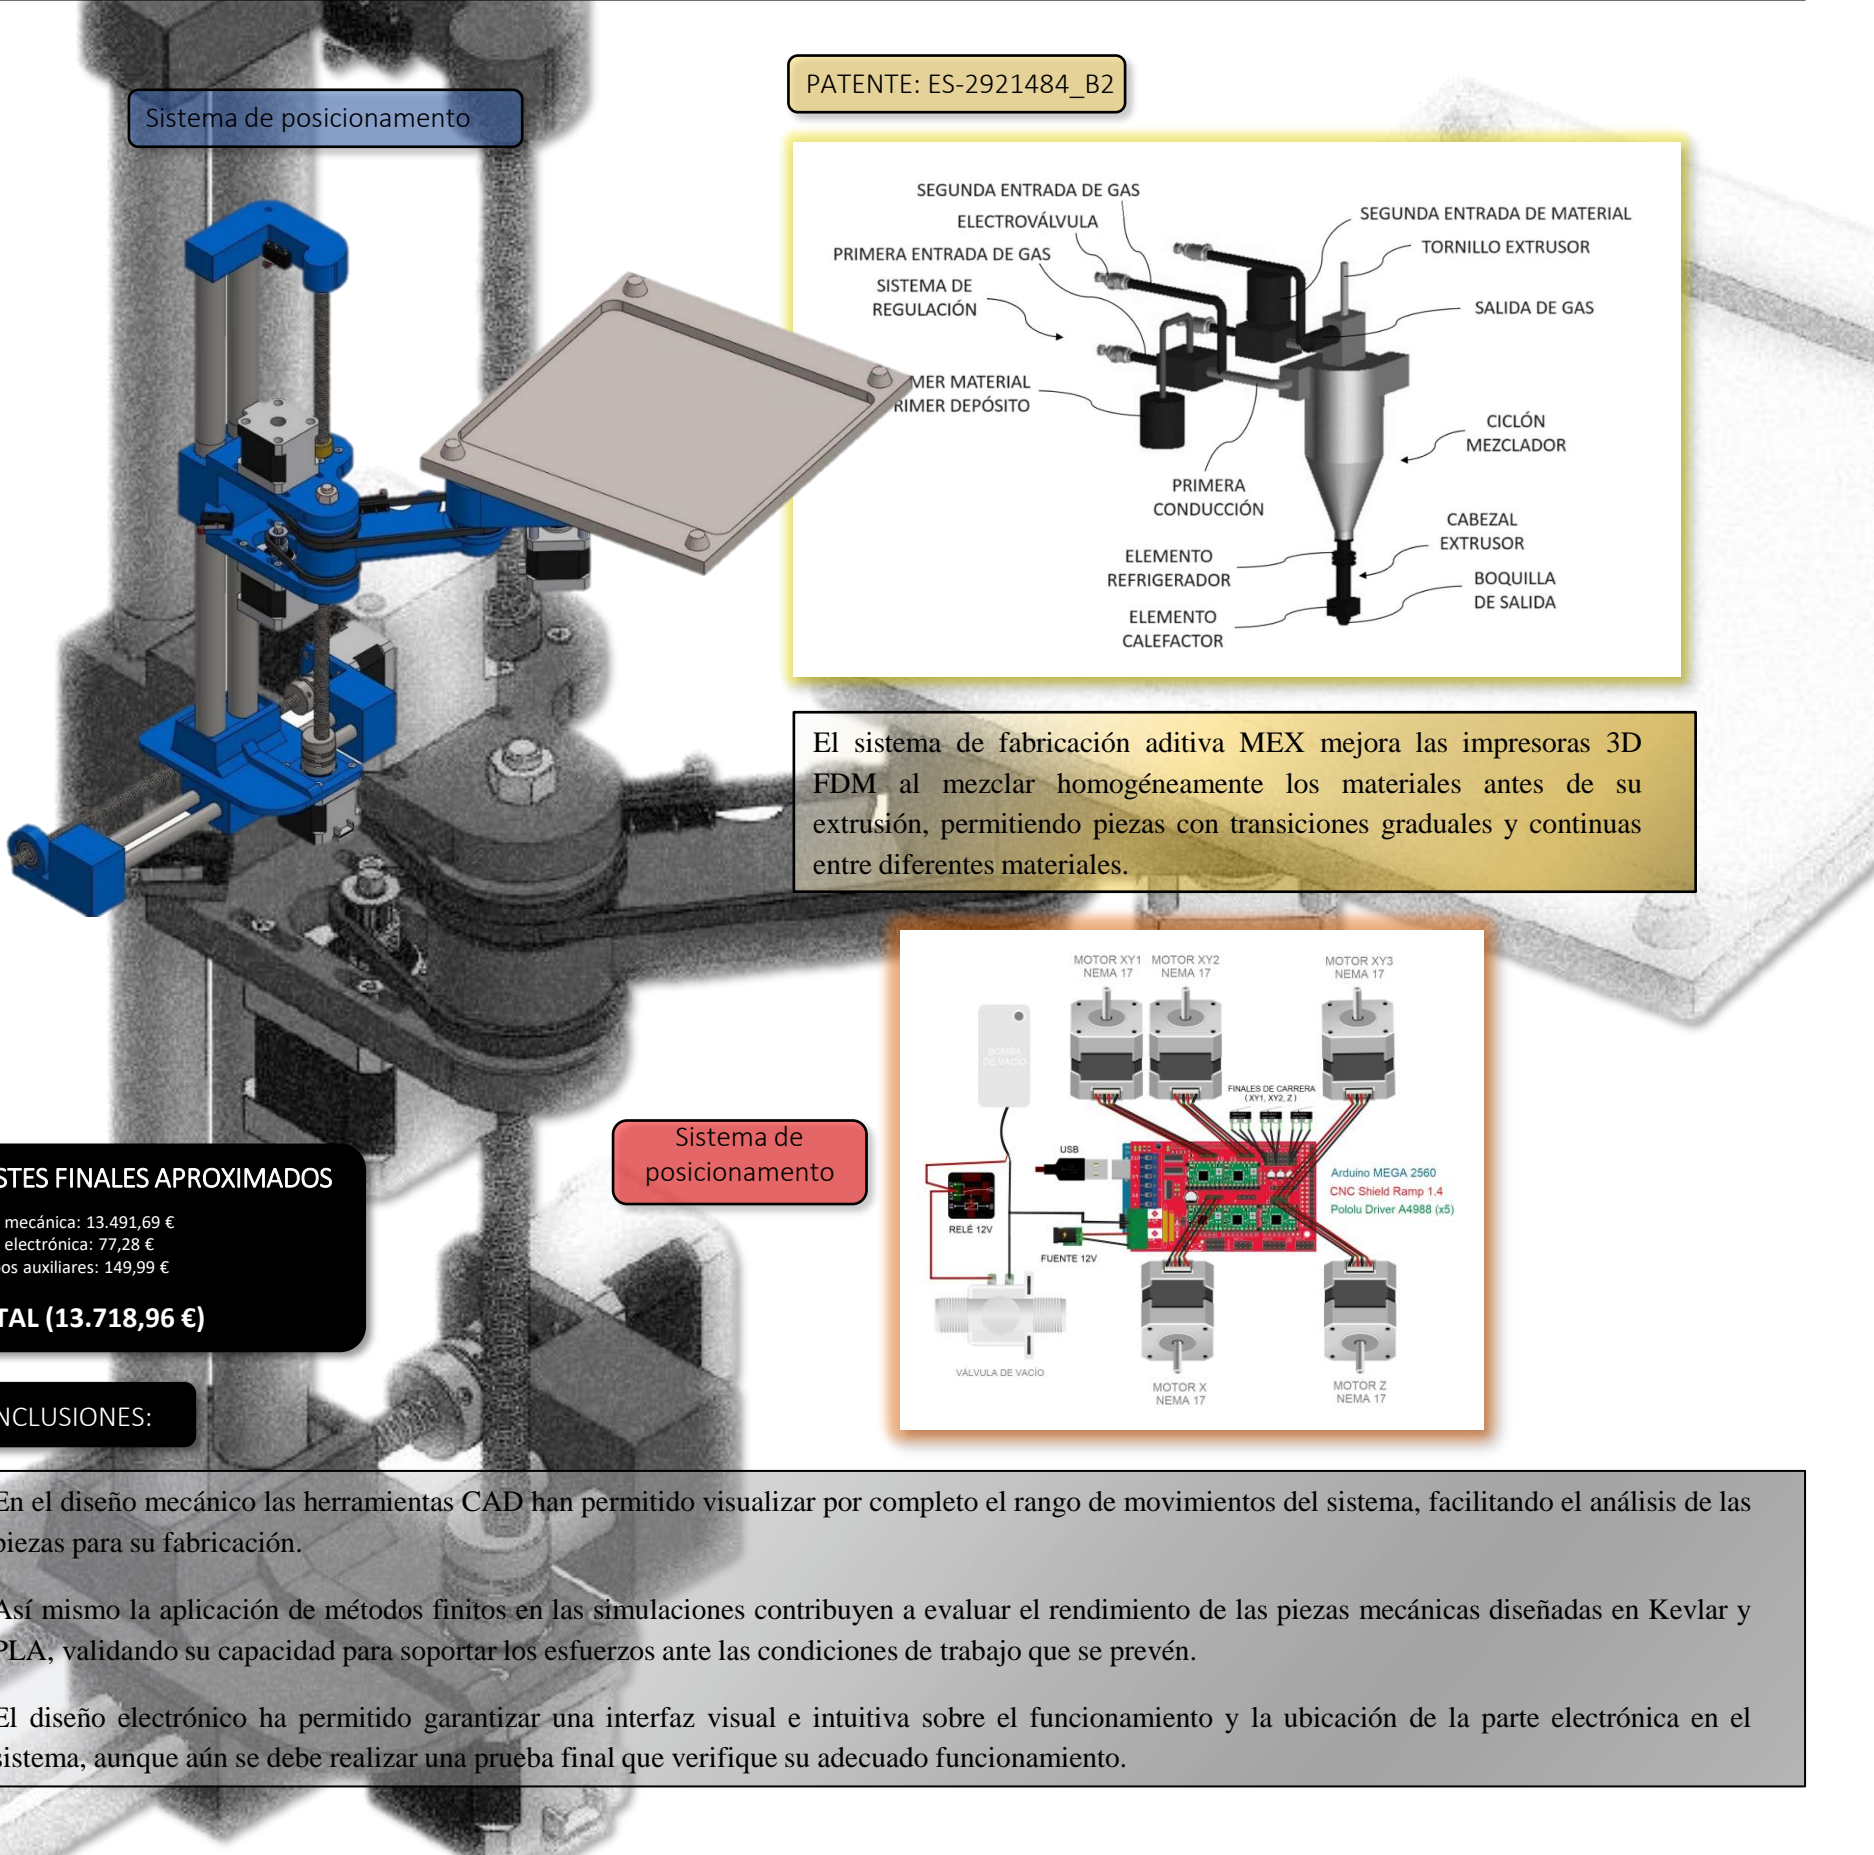 Sistema de posicionamento
PATENTE: ES-2921484_B2
SEGUNDA ENTRADA DE GAS
ELECTROVÁLVULA
PRIMERA ENTRADA DE GAS
SISTEMA DE
REGULACIÓN
MER MATERIAL
RIMER DEPÓSITO
PRIMERA
CONDUCCIÓN
ELEMENTO
REFRIGERADOR
ELEMENTO
CALEFACTOR
SEGUNDA ENTRADA DE MATERIAL
TORNILLO EXTRUSOR
SALIDA DE GAS
CICLÓN
MEZCLADOR
CABEZAL
EXTRUSOR
BOQUILLA
DE SALIDA
El sistema de fabricación aditiva MEX mejora las impresoras 3D
FDM al mezclar homogéneamente los materiales antes de su
extrusión, permitiendo piezas con transiciones graduales y continuas
entre diferentes materiales.
Sistema de
posicionamento
MOTOR XY1
NEMA 17
MOTOR XY2
NEMA 17
MOTOR XY3
NEMA 17
BOMBA
DE VACÍO
FINALES DE CARRERA
( XY1, XY2, Z )
USB
RELÉ 12V
FUENTE 12V
Arduino MEGA 2560
CNC Shield Ramp 1.4
Pololu Driver A4988 (x5)
VÁLVULA DE VACÍO
MOTOR X
NEMA 17
MOTOR Z
NEMA 17
STES FINALES APROXIMADOS
mecánica: 13.491,69 €
electrónica: 77,28 €
os auxiliares: 149,99 €
TAL (13.718,96 €)
NCLUSIONES:
En el diseño mecánico las herramientas CAD han permitido visualizar por completo el rango de movimientos del sistema, facilitando el análisis de las
piezas para su fabricación.
Así mismo la aplicación de métodos finitos en las simulaciones contribuyen a evaluar el rendimiento de las piezas mecánicas diseñadas en Kevlar y
PLA, validando su capacidad para soportar los esfuerzos ante las condiciones de trabajo que se prevén.
El diseño electrónico ha permitido garantizar una interfaz visual e intuitiva sobre el funcionamiento y la ubicación de la parte electrónica en el
sistema, aunque aún se debe realizar una prueba final que verifique su adecuado funcionamiento.